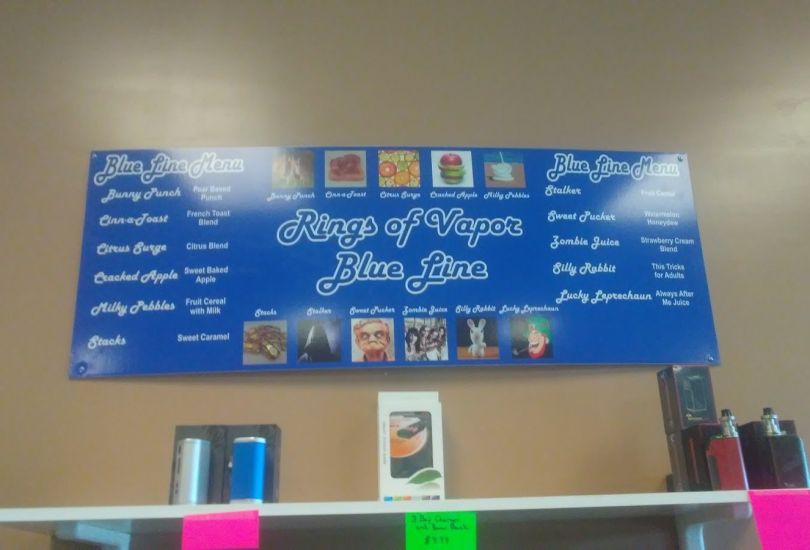 Blue Line Menu
Bunny Punch Pear Based Punch
Cinn-a-Toast French Toast Blend
Citrus Surge Citrus Blend
Cracked Apple Sweet Baked Apple
Milky Pebbles Fruit Cereal with Milk
Stacks Sweet Caramel
Bunny Punch Cinn-a-Toast Citrus Surge Cracked Apple Milky Pebbles
Rings of Vapor
Blue Line
Stacks Stalker Sweet Pucker Zombie Juice Silly Rabbit Lucky Leprechaun
Blue Line Menu
Stalker Fruit
Sweet Pucker Watermelon Honeydew
Zombie Juice Strawberry Cream Blend
Silly Rabbit This Tricks for Adults
Lucky Leprechaun Always After Me Juice
Charger